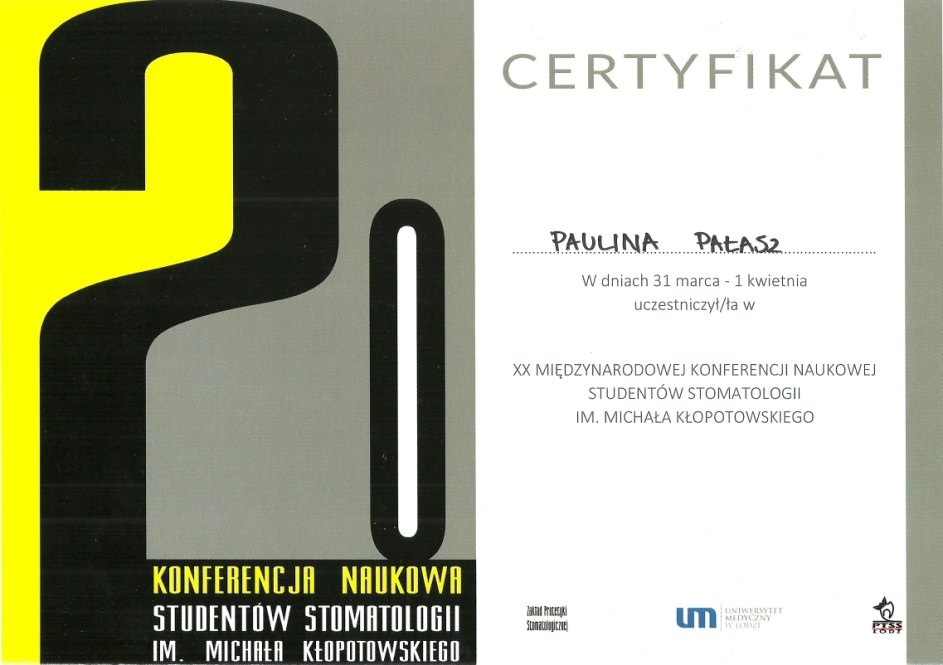 20
KONFERENCJA NAUKOWA
STUDENTÓW STOMATOLOGII
IM. MICHAŁA KŁOPOTOWSKIEGO
CERTYFIKAT
PAULINA PAŁASZ
W dniach 31 marca - 1 kwietnia
uczestniczył/ła w
XX MIĘDZYNARODOWEJ KONFERENCJI NAUKOWEJ
STUDENTÓW STOMATOLOGII
IM. MICHAŁA KŁOPOTOWSKIEGO
Zakład Protetyki
Stomatologicznej
um
UNIWERSYTET
MEDYCZNY
W ŁODZI
PTSS
ŁÓDŹ